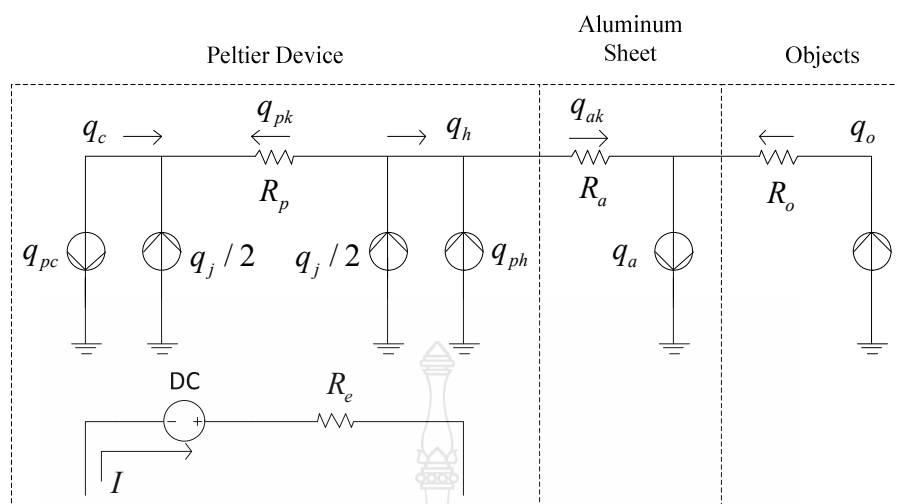 Aluminum
Peltier Device Sheet Objects
q_c q_pk q_h q_ak q_o
R_p R_a R_o
q_pc q_j / 2 q_j / 2 q_ph q_a
DC R_e
- +
I